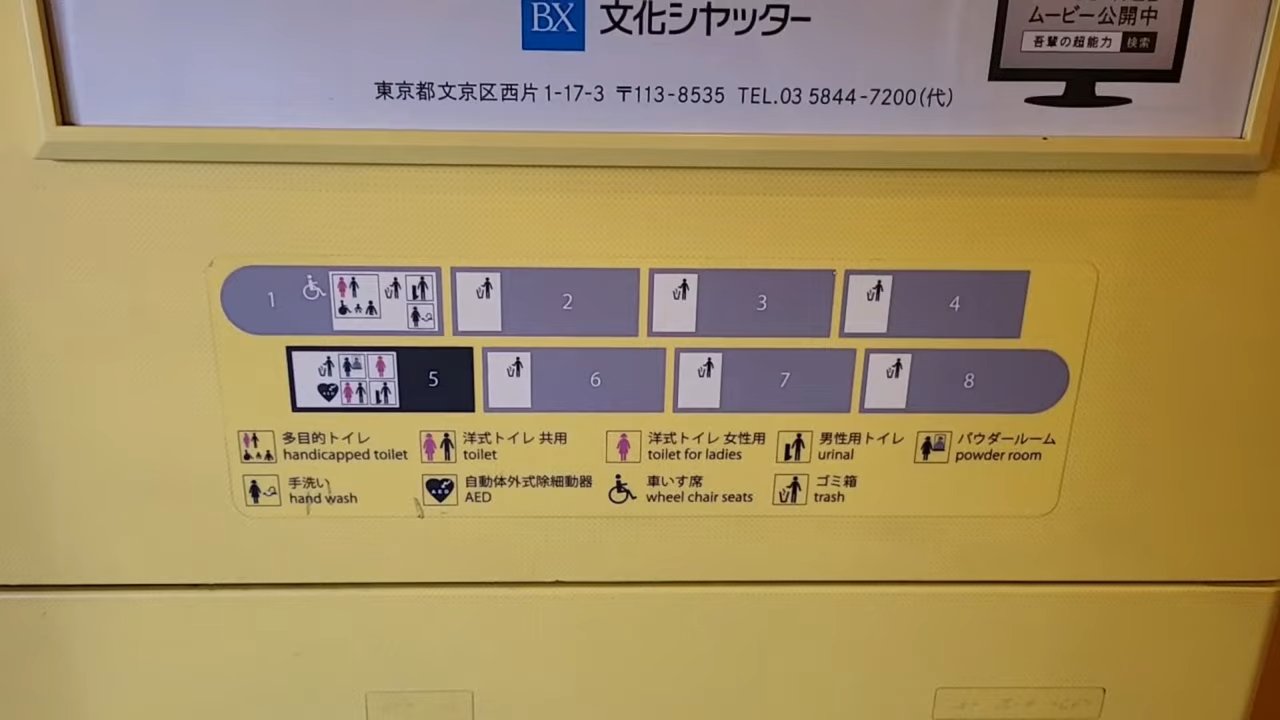 BX 文化シヤッター
ムービー公開中
吾輩の超能力 検索
東京都文京区西片1-17-3 〒113-8535 TEL.03 5844-7200(代)
1 2 3 4
5 6 7 8
多目的トイレ 洋式トイレ 共用 洋式トイレ 女性用 男性用トイレ パウダールーム
handicapped toilet toilet toilet for ladies urinal powder room
手洗い 自動体外式除細動器 車いす席 ゴミ箱
hand wash AED wheel chair seats trash